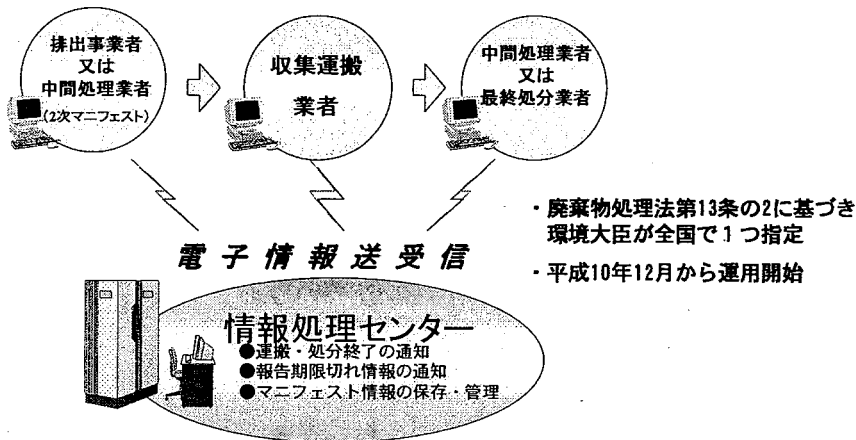 排出事業者
又は
中間処理業者
(2次マニフェスト)
収集運搬
業者
中間処理業者
又は
最終処分業者
・廃棄物処理法第13条の2に基づき
環境大臣が全国で1つ指定
・平成10年12月から運用開始
電子情報送受信
情報処理センター
●運搬・処分終了の通知
●報告期限切れ情報の通知
●マニフェスト情報の保存・管理